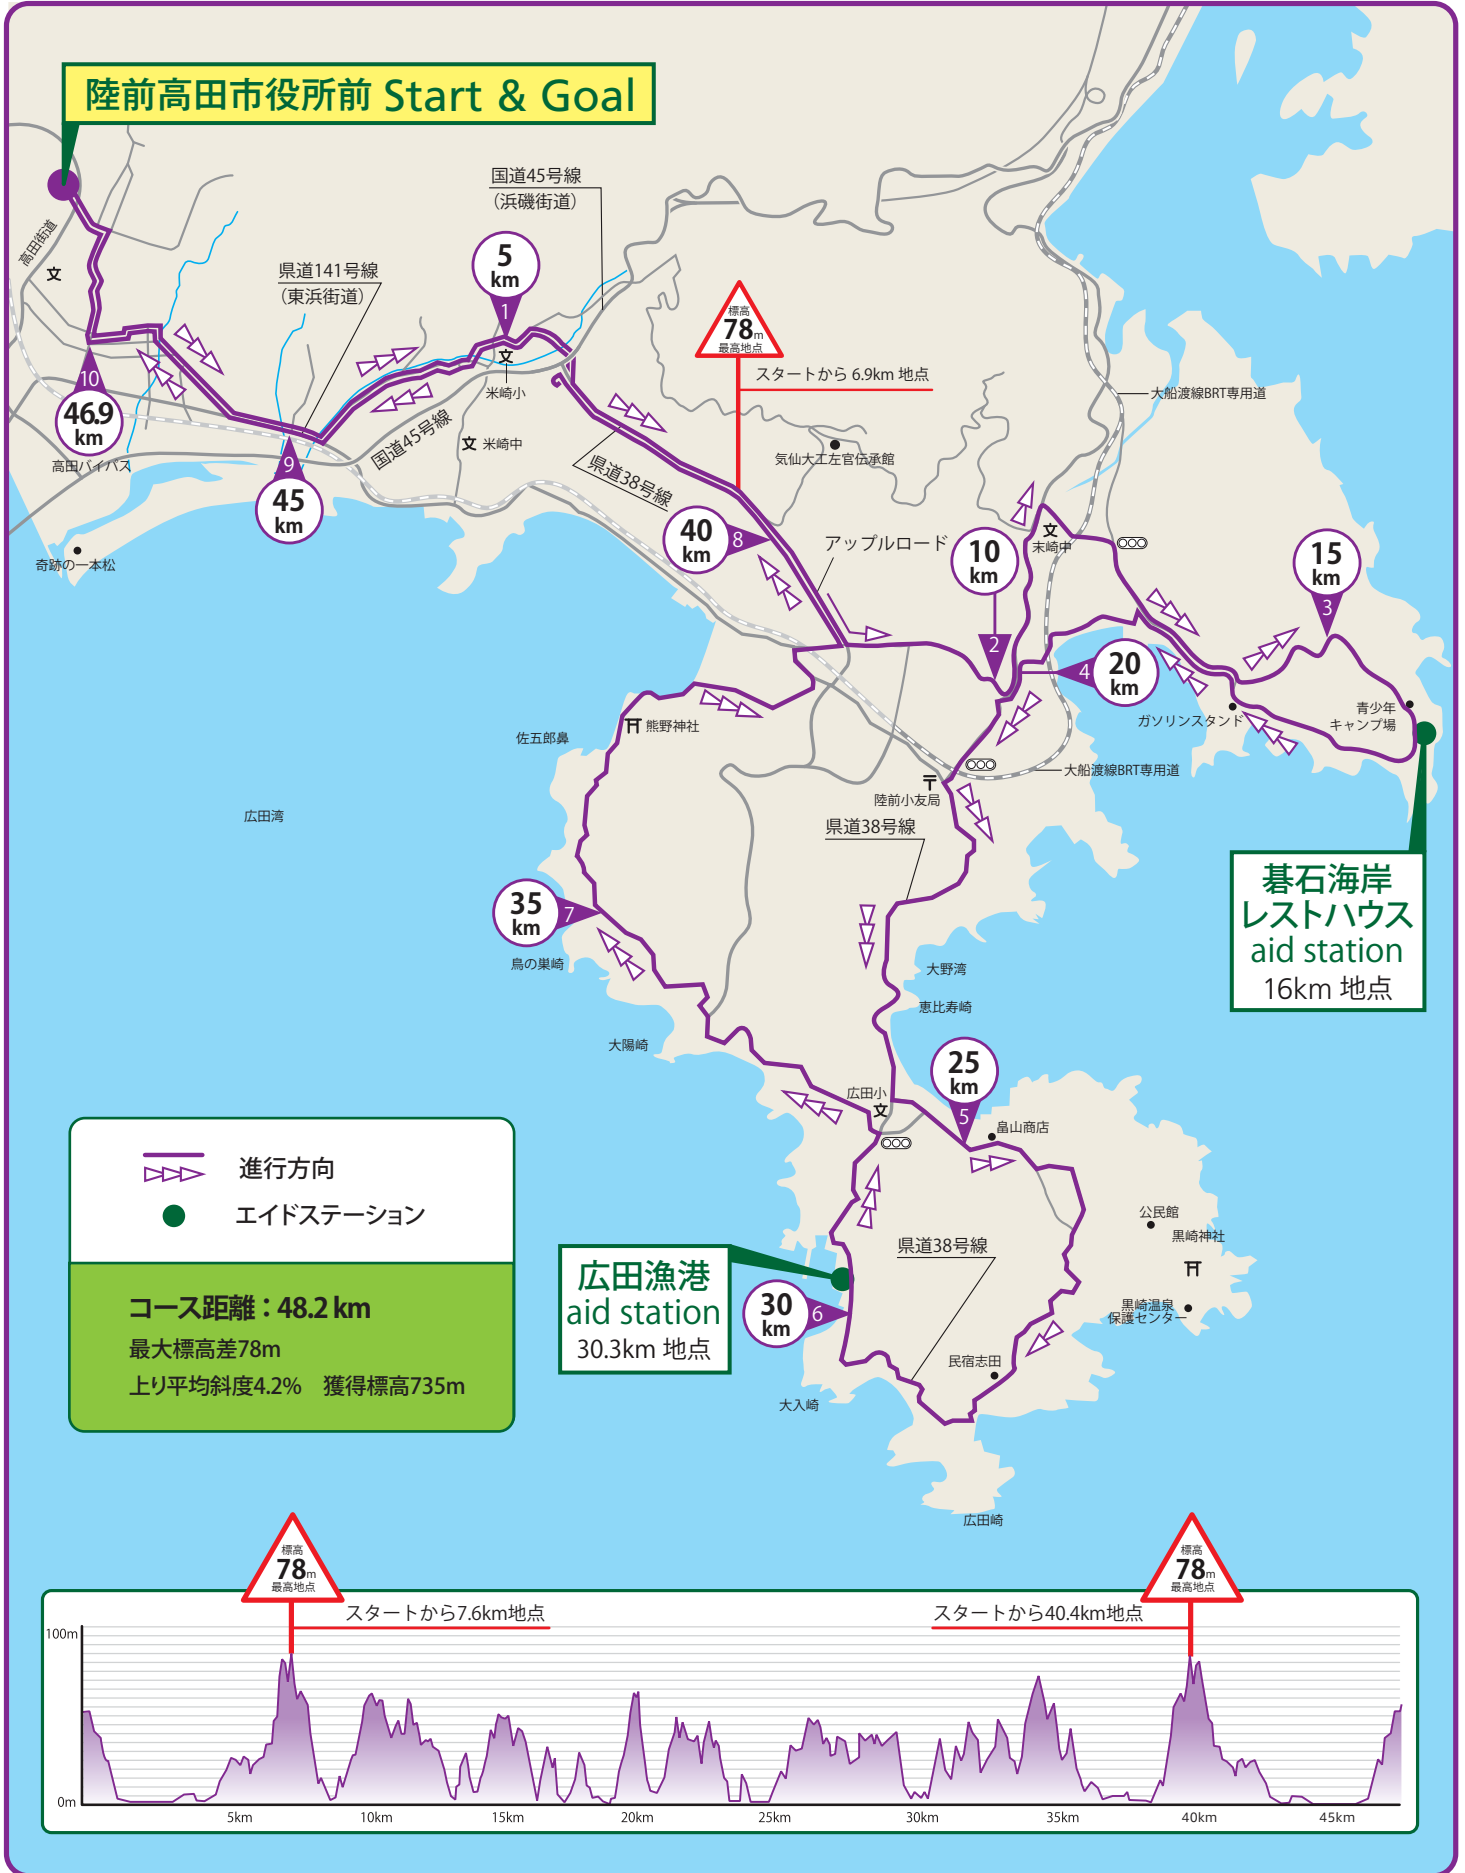 陸前高田市役所前 Start & Goal
国道45号線
（浜磯街道）
高田街道
文
県道141号線
（東浜街道）
5
km
1
標高
78m
最高地点
スタートから 6.9km 地点
文
米崎小
10
46.9
km
高田バイパス
国道45号線
文 米崎中
大船渡線BRT専用道
気仙大工左官伝承館
県道38号線
9
45
km
40
km
8
アップルロード
10
km
2
文
末崎中
15
km
3
奇跡の一本松
4
20
km
ガソリンスタンド
青少年
キャンプ場
熊野神社
佐五郎鼻
大船渡線BRT専用道
〒
陸前小友局
広田湾
県道38号線
碁石海岸
レストハウス
aid station
16km 地点
35
km
7
鳥の巣崎
大野湾
恵比寿崎
大陽崎
25
km
5
広田小
文
畠山商店
進行方向
エイドステーション
公民館
黒崎神社
県道38号線
広田漁港
aid station
30.3km 地点
30
km
6
黒崎温泉
保護センター
コース距離：48.2 km
最大標高差78m
上り平均斜度4.2%　獲得標高735m
民宿志田
大入崎
広田崎
標高
78m
最高地点
標高
78m
最高地点
スタートから7.6km地点
スタートから40.4km地点
100m
0m
5km
10km
15km
20km
25km
30km
35km
40km
45km